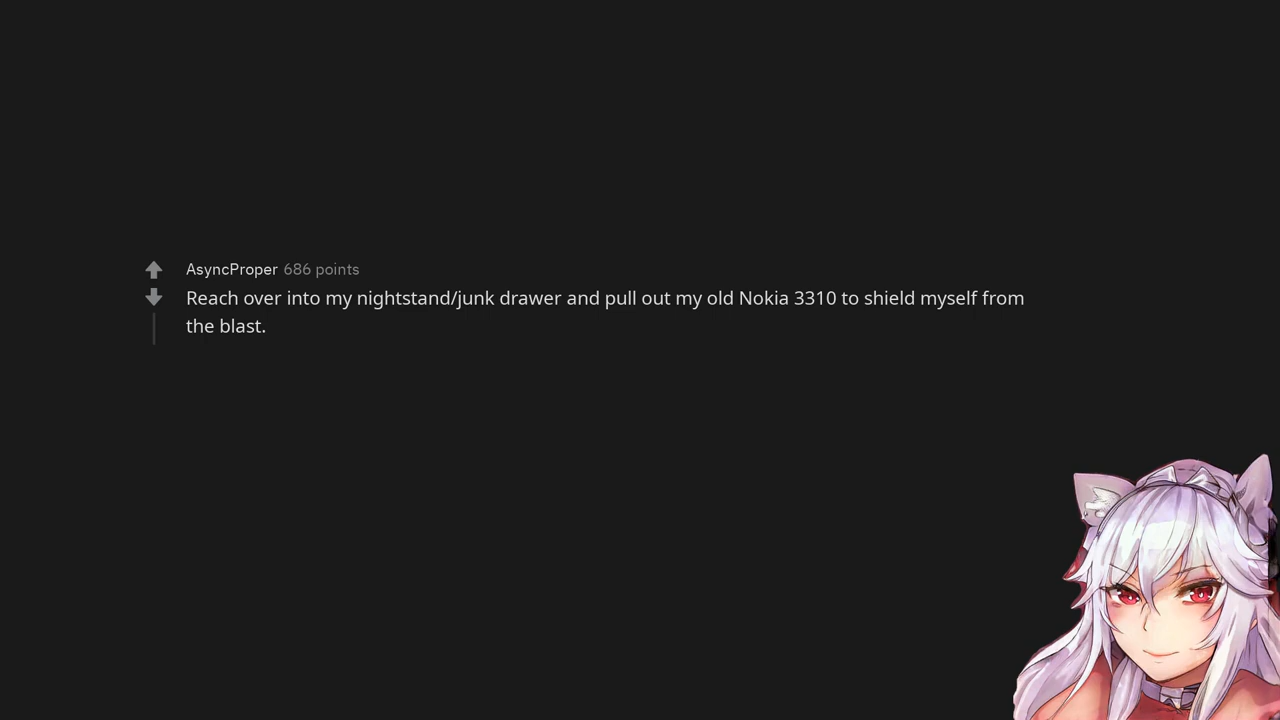 AsyncProper 686 points
Reach over into my nightstand/junk drawer and pull out my old Nokia 3310 to shield myself from
the blast.